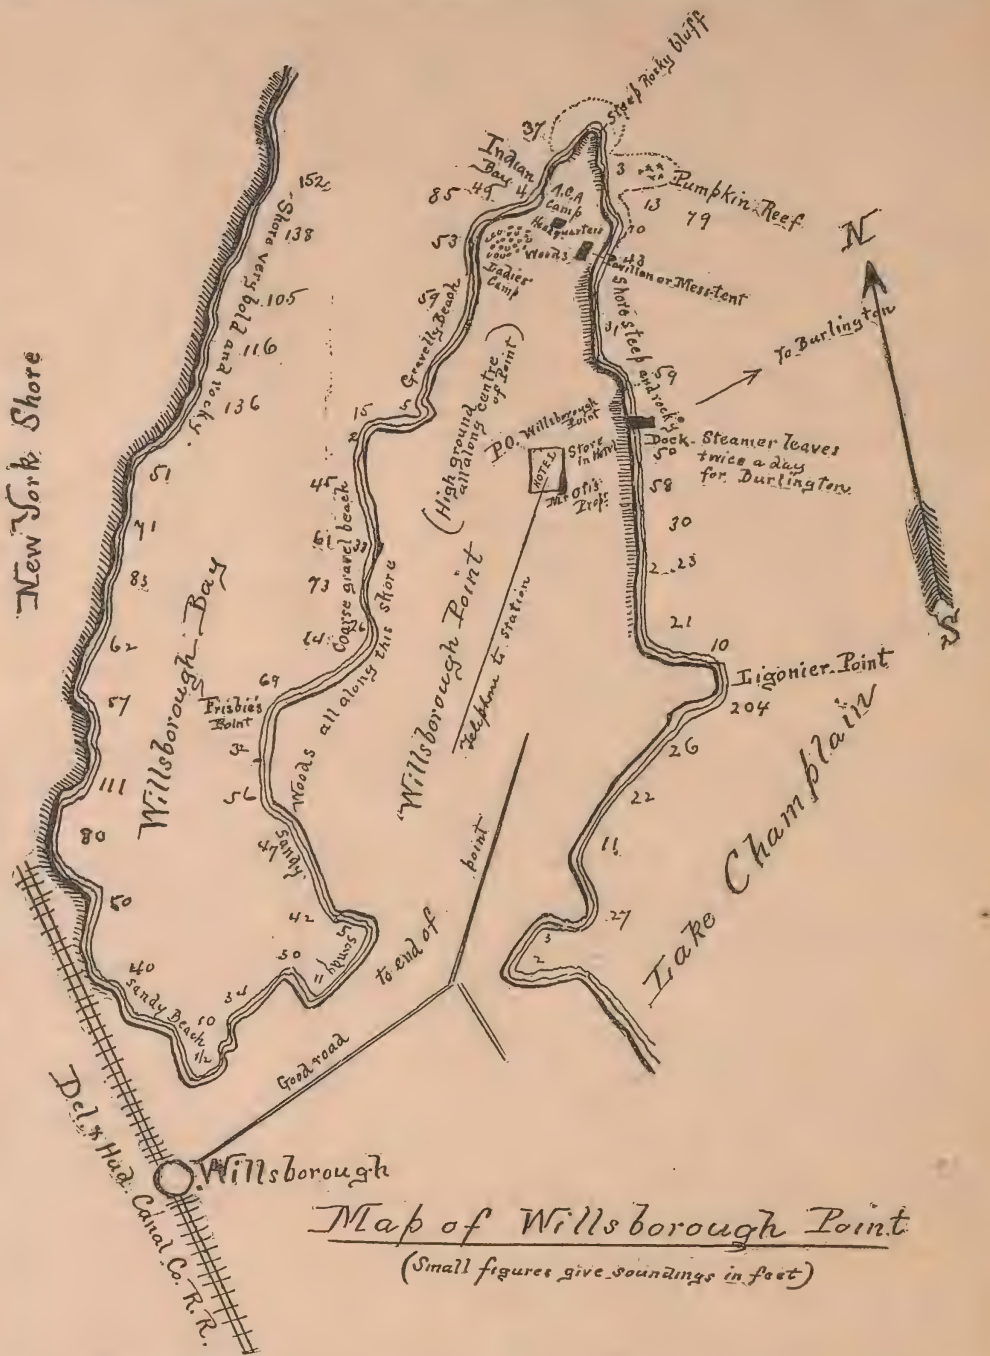 Steep Rocky bluff
37
Indian
Bay
85 49 4
A.C.A
Camp
Headquarters
3
Pumpkin Reef
13 79
10
152
Shore very bold and rocky.
138
105
116
136
53
Woods
Ladies'
Camp
43
Pavilion or Mess-tent
N
54
Gravelly Beach
31
Shore steep and rocky
59
To Burlington
New York Shore
15
5
(High ground
all along centre
of Point)
P.O. Willsborough
Point
Store
in Hotel
HOTEL
Mr Otis
Prop.
Dock. Steamer leaves
twice a day
for Burlington
50
58
51
45
Coarse gravel beach
61 33
71
73
83
30
2 23
S
62
21
10
Ligonier Point
204
69
Frisbie's
Point
87
32
Woods all along this shore
Willsborough Bay
"Willsborough Point
Telephone to station
26
22
111
56
80
47
Sandy
11
Lake Champlain
50
42
Stony
11
30
27
3
2
40
Sandy Beach
34
10
1/2
Good road
to end of
point
Del. & Hud. Canal Co. R.R.
Willsborough
Map of Willsborough Point
(Small figures give soundings in feet)